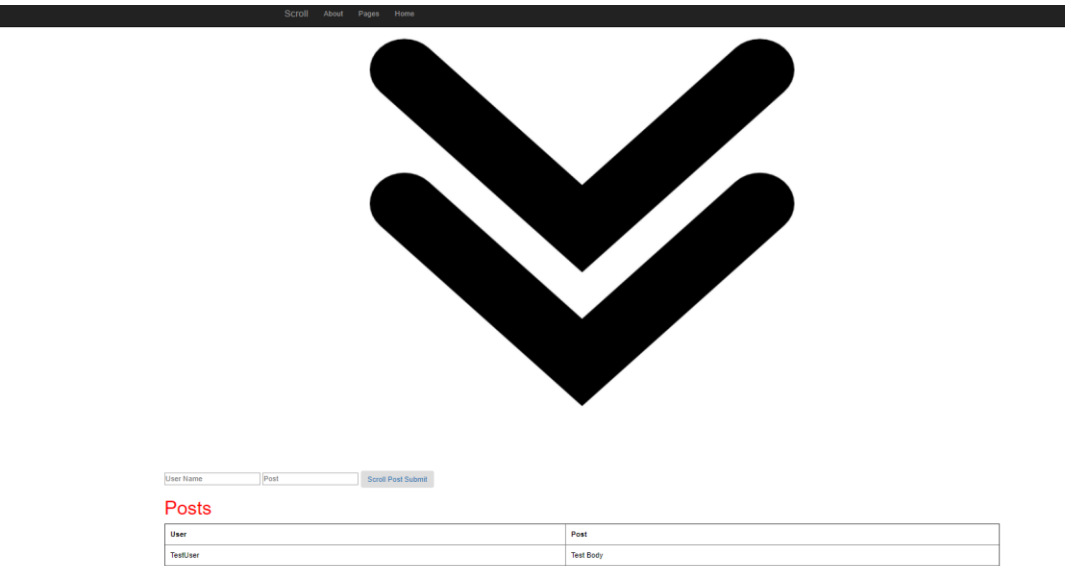 Scroll About Pages Home
User Name Post Scroll Post Submit
Posts
User Post
TestUser Test Body